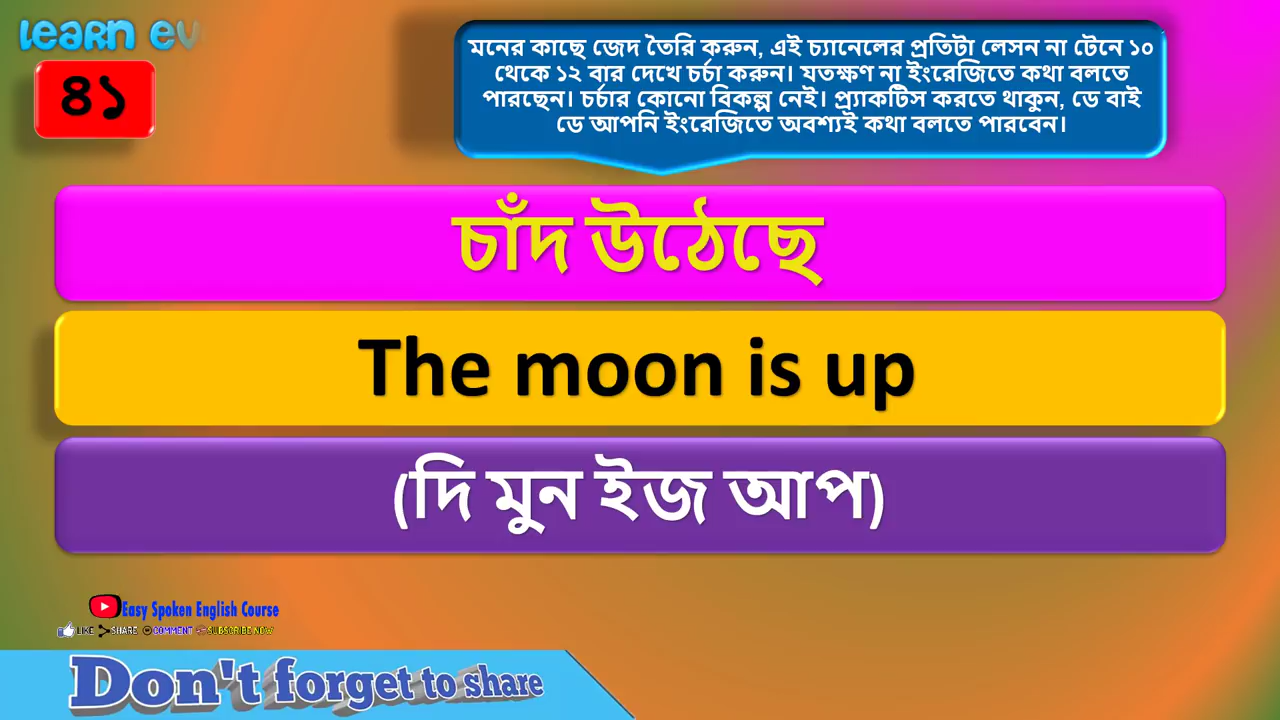 Learn Ev
৪১
মনের কাছে জেদ তৈরি করুন, এই চ্যানেলের প্রতিটা লেসন না টেনে ১০
থেকে ১২ বার দেখে চর্চা করুন। যতক্ষণ না ইংরেজিতে কথা বলতে
পারছেন। চর্চার কোনো বিকল্প নেই। প্র্যাকটিস করতে থাকুন, ডে বাই
ডে আপনি ইংরেজিতে অবশ্যই কথা বলতে পারবেন।
চাঁদ উঠেছে
The moon is up
(দি মুন ইজ আপ)
Easy Spoken English Course
LIKE SHARE COMMENT SUBSCRIBE NOW
Don't forget to share